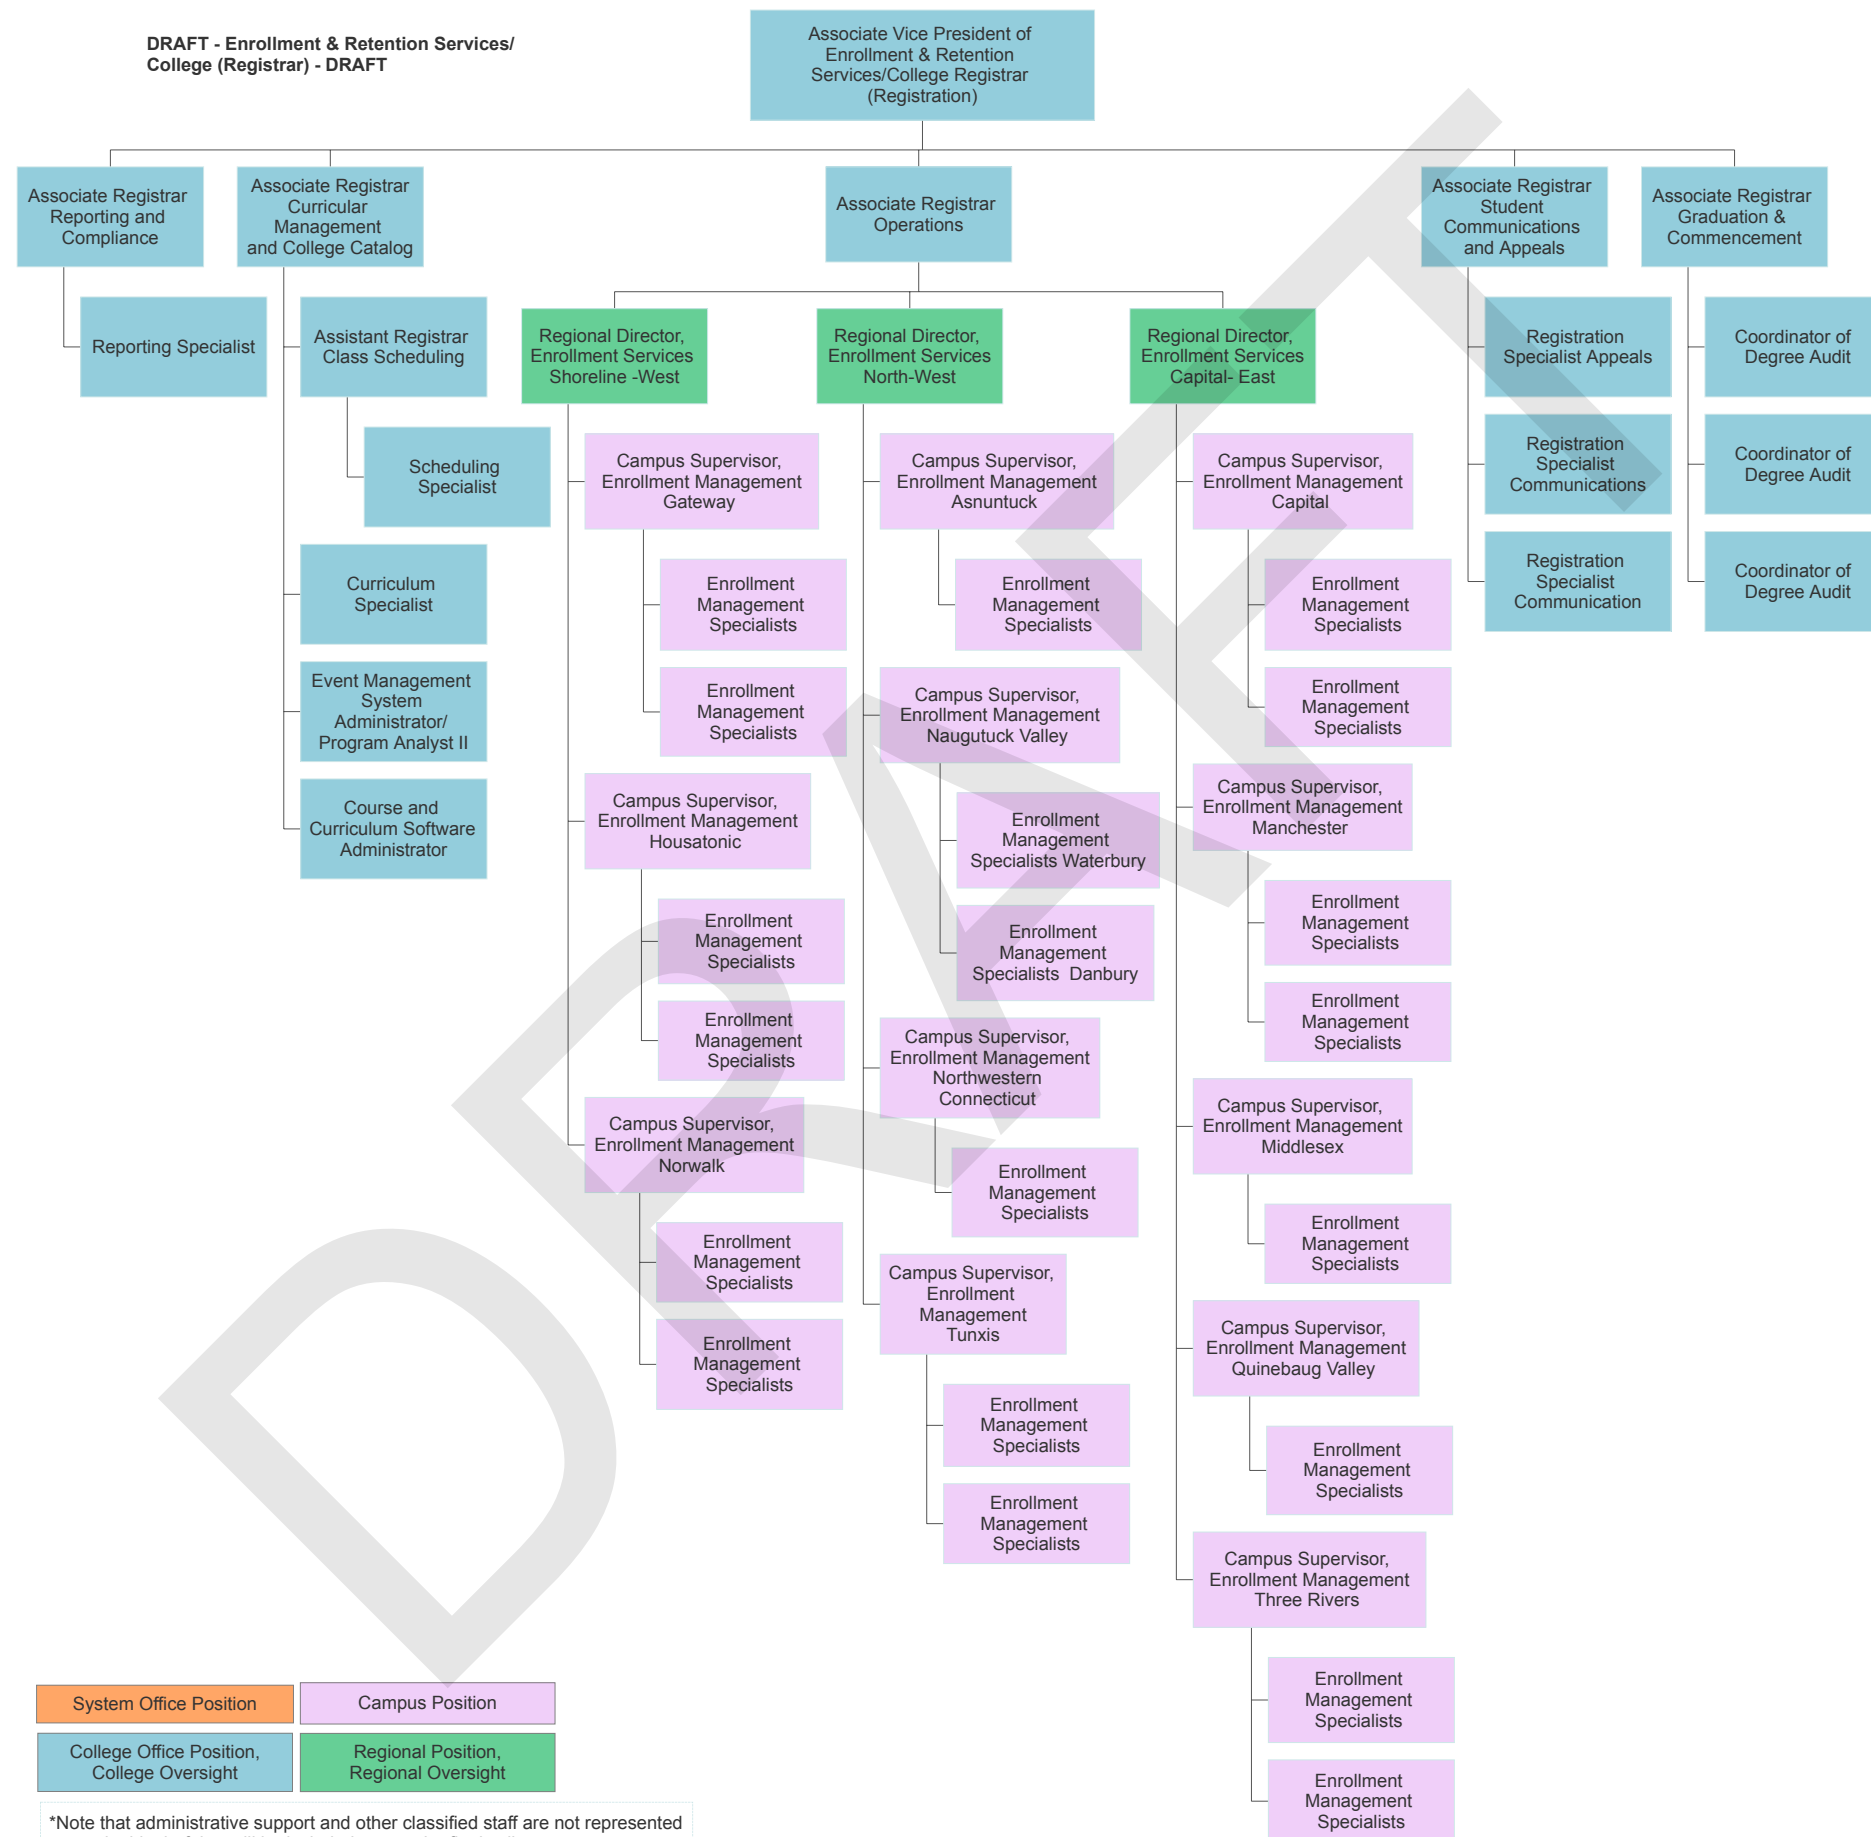 DRAFT - Enrollment & Retention Services/
College (Registrar) - DRAFT
Associate Vice President of
Enrollment & Retention
Services/College Registrar
(Registration)
Associate Registrar
Reporting and
Compliance
Associate Registrar
Curricular
Management
and College Catalog
Associate Registrar
Operations
Associate Registrar
Student
Communications
and Appeals
Associate Registrar
Graduation &
Commencement
Reporting Specialist
Assistant Registrar
Class Scheduling
Scheduling
Specialist
Curriculum
Specialist
Event Management
System
Administrator/
Program Analyst II
Course and
Curriculum Software
Administrator
Regional Director,
Enrollment Services
Shoreline -West
Campus Supervisor,
Enrollment Management
Gateway
Enrollment
Management
Specialists
Enrollment
Management
Specialists
Campus Supervisor,
Enrollment Management
Housatonic
Enrollment
Management
Specialists
Enrollment
Management
Specialists
Campus Supervisor,
Enrollment Management
Norwalk
Enrollment
Management
Specialists
Enrollment
Management
Specialists
Regional Director,
Enrollment Services
North-West
Campus Supervisor,
Enrollment Management
Asnuntuck
Enrollment
Management
Specialists
Campus Supervisor,
Enrollment Management
Naugutuck Valley
Enrollment
Management
Specialists Waterbury
Enrollment
Management
Specialists  Danbury
Campus Supervisor,
Enrollment Management
Northwestern
Connecticut
Enrollment
Management
Specialists
Campus Supervisor,
Enrollment
Management
Tunxis
Enrollment
Management
Specialists
Enrollment
Management
Specialists
Regional Director,
Enrollment Services
Capital- East
Campus Supervisor,
Enrollment Management
Capital
Enrollment
Management
Specialists
Enrollment
Management
Specialists
Campus Supervisor,
Enrollment Management
Manchester
Enrollment
Management
Specialists
Enrollment
Management
Specialists
Campus Supervisor,
Enrollment Management
Middlesex
Enrollment
Management
Specialists
Campus Supervisor,
Enrollment Management
Quinebaug Valley
Enrollment
Management
Specialists
Campus Supervisor,
Enrollment Management
Three Rivers
Enrollment
Management
Specialists
Enrollment
Management
Specialists
Registration
Specialist Appeals
Registration
Specialist
Communications
Registration
Specialist
Communication
Coordinator of
Degree Audit
Coordinator of
Degree Audit
Coordinator of
Degree Audit
DRAFT
System Office Position
Campus Position
College Office Position,
College Oversight
Regional Position,
Regional Oversight
*Note that administrative support and other classified staff are not represented